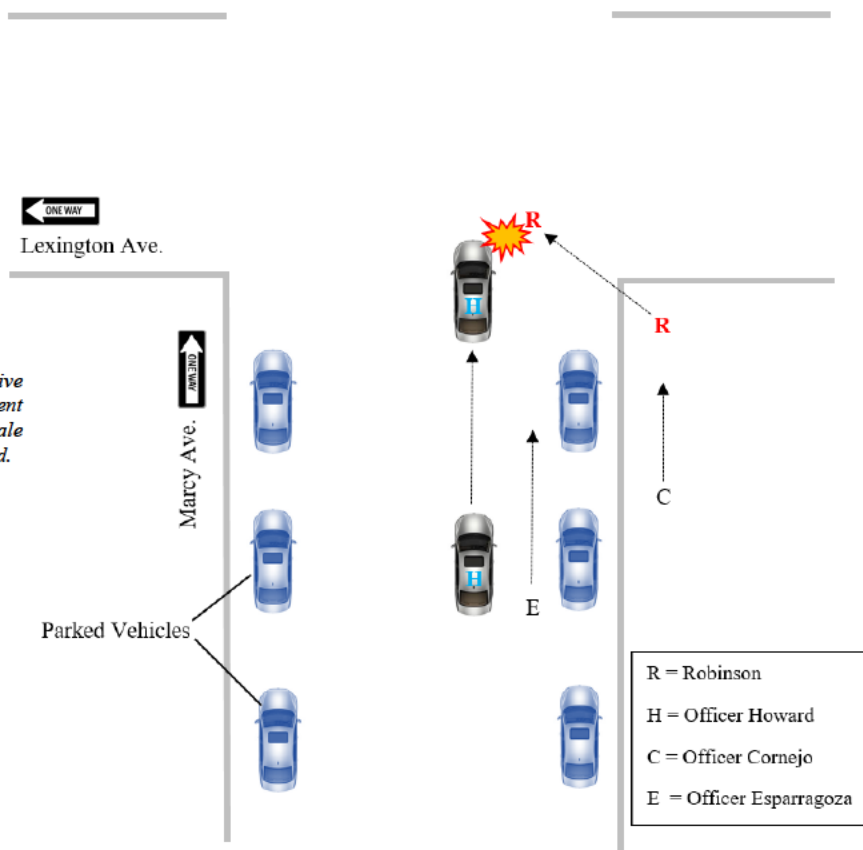 ONE WAY
Lexington Ave.
R
H
R
ONE WAY
Marcy Ave.
ive
ent
ale
d.
C
H
E
Parked Vehicles
R = Robinson
H = Officer Howard
C = Officer Cornejo
E = Officer Esparragoza